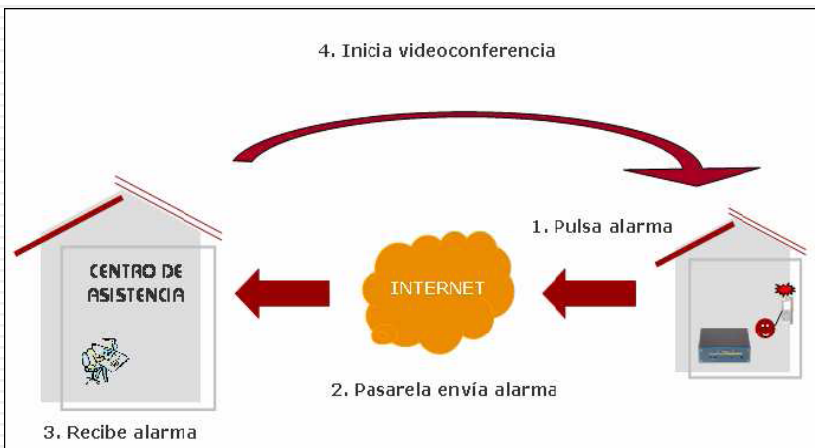 4. Inicia videoconferencia
1. Pulsa alarma
CENTRO DE
ASISTENCIA
INTERNET
2. Pasarela envía alarma
3. Recibe alarma